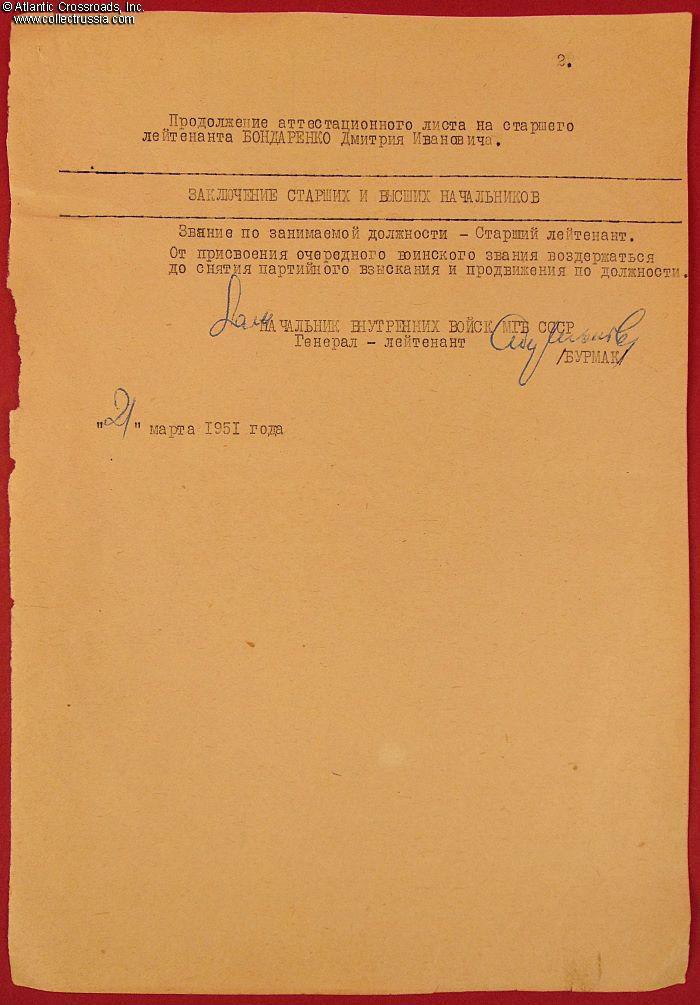 © Atlantic Crossroads, Inc.
www.collectrussia.com
2.
Продолжение аттестационного листа на старшего
лейтенанта БОНДАРЕНКО Дмитрия Ивановича.
ЗАКЛЮЧЕНИЕ СТАРШИХ И ВЫСШИХ НАЧАЛЬНИКОВ
Звание по занимаемой должности - Старший лейтенант.
От присвоения очередного воинского звания воздержаться
до снятия партийного взыскания и продвижения по должности.
НАЧАЛЬНИК ВНУТРЕННИХ ВОЙСК МГБ СССР
Генерал - лейтенант
/БУРМАК/
"21" марта 1951 года